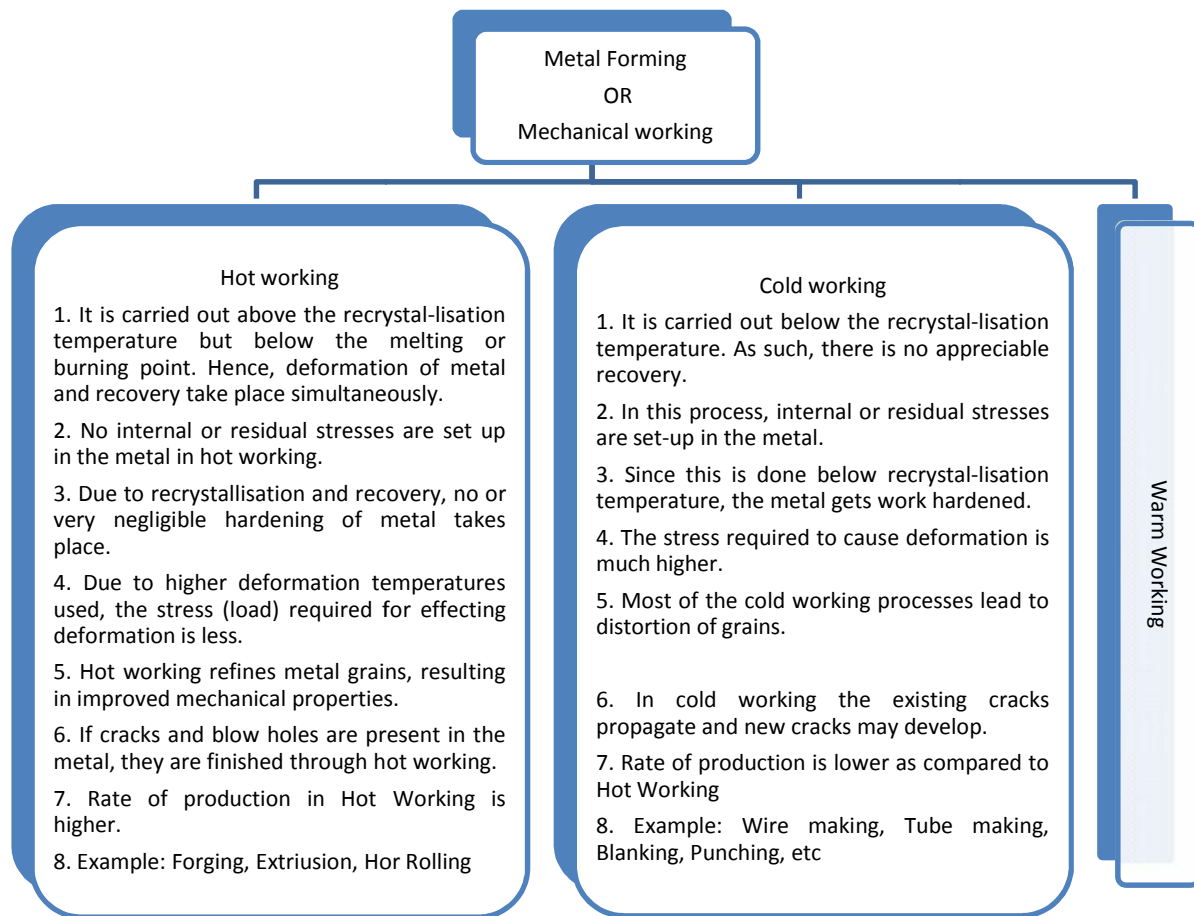 Metal Forming
OR
Mechanical working
Hot working
1. It is carried out above the recrystal-lisation
temperature but below the melting or
burning point. Hence, deformation of metal
and recovery take place simultaneously.
2. No internal or residual stresses are set up
in the metal in hot working.
3. Due to recrystallisation and recovery, no or
very negligible hardening of metal takes
place.
4. Due to higher deformation temperatures
used, the stress (load) required for effecting
deformation is less.
5. Hot working refines metal grains, resulting
in improved mechanical properties.
6. If cracks and blow holes are present in the
metal, they are finished through hot working.
7. Rate of production in Hot Working is
higher.
8. Example: Forging, Extriusion, Hor Rolling
Cold working
1. It is carried out below the recrystal-lisation
temperature. As such, there is no appreciable
recovery.
2. In this process, internal or residual stresses
are set-up in the metal.
3. Since this is done below recrystal-lisation
temperature, the metal gets work hardened.
4. The stress required to cause deformation is
much higher.
5. Most of the cold working processes lead to
distortion of grains.
6. In cold working the existing cracks
propagate and new cracks may develop.
7. Rate of production is lower as compared to
Hot Working
8. Example: Wire making, Tube making,
Blanking, Punching, etc
Warm Working